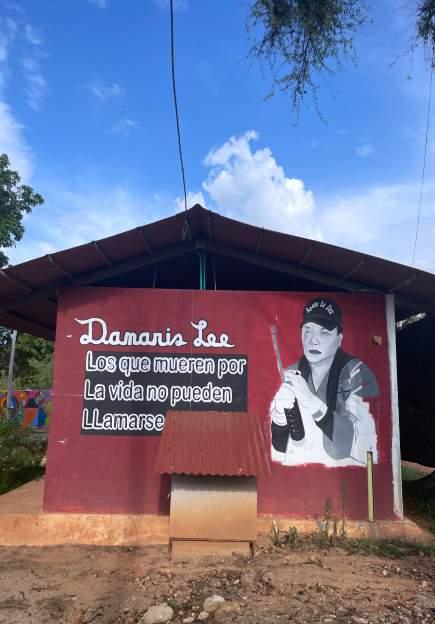 Damaris Lee
Los que mueren por
La vida no pueden
LLamarse